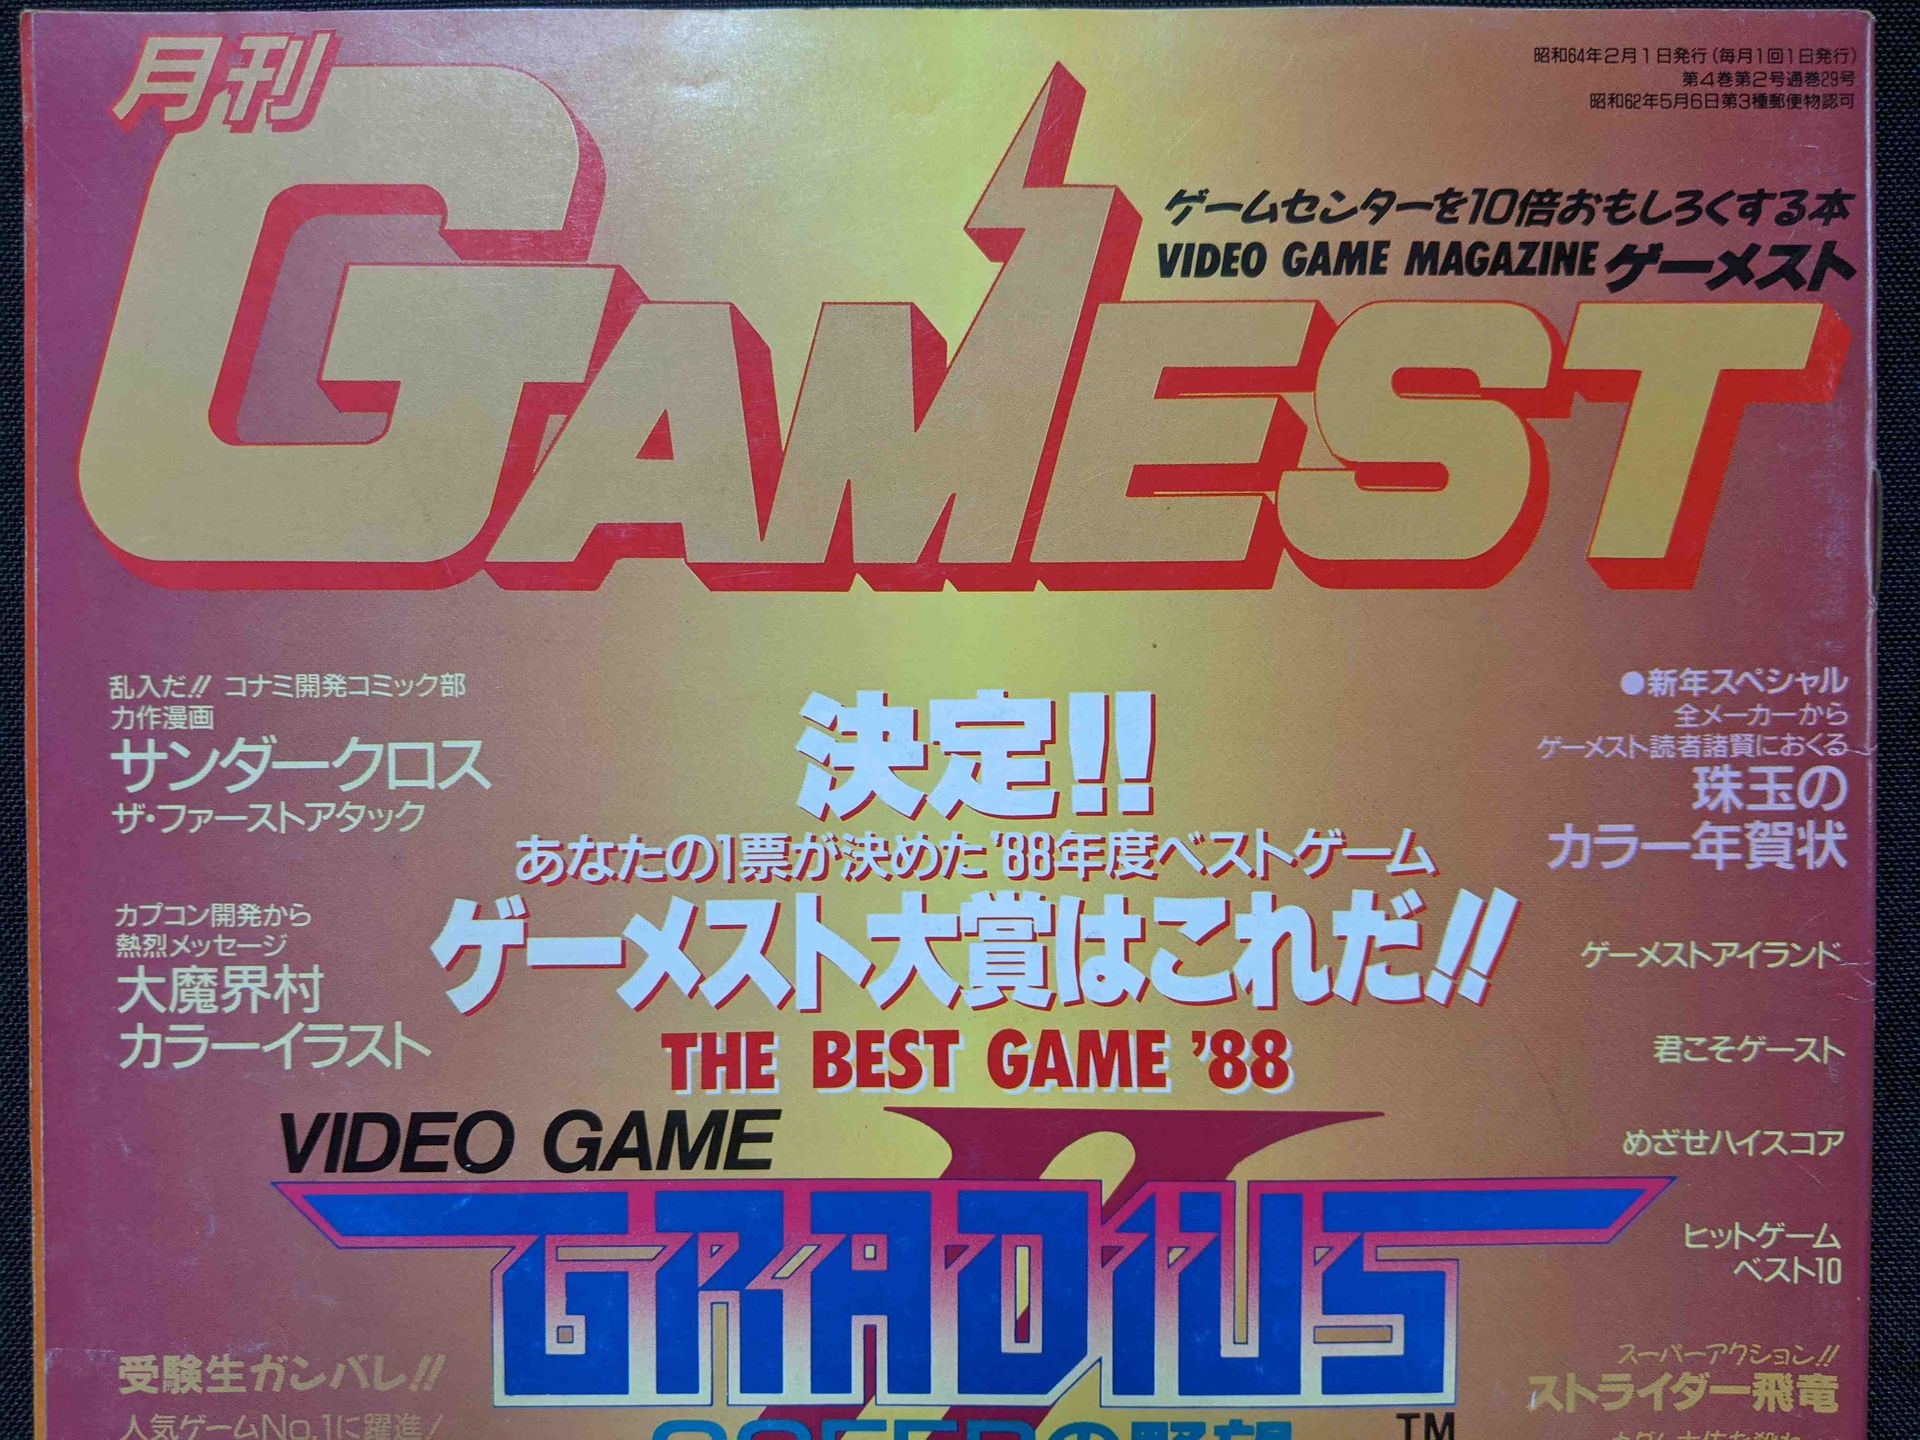 月刊
GAMEST
昭和64年2月1日発行(毎月1回1日発行)
第4巻第2号通巻29号
昭和62年5月6日第3種郵便物認可
ゲームセンターを10倍おもしろくする本
VIDEO GAME MAGAZINE ゲーメスト
乱入だ!! コナミ開発コミック部
力作漫画
サンダークロス
ザ・ファーストアタック
カプコン開発から
熱烈メッセージ
大魔界村
カラーイラスト
決定!!
あなたの1票が決めた'88年度ベストゲーム
ゲーメスト大賞はこれだ!!
THE BEST GAME '88
VIDEO GAME
GRADIUS II
TM
●新年スペシャル
全メーカーから
ゲーメスト読者諸賢におくる
珠玉の
カラー年賀状
ゲーメストアイランド
君こそゲースト
めざせハイスコア
ヒットゲーム
ベスト10
スーパーアクション!!
ストライダー飛竜
受験生ガンバレ!!
人気ゲームNo.1に躍進!